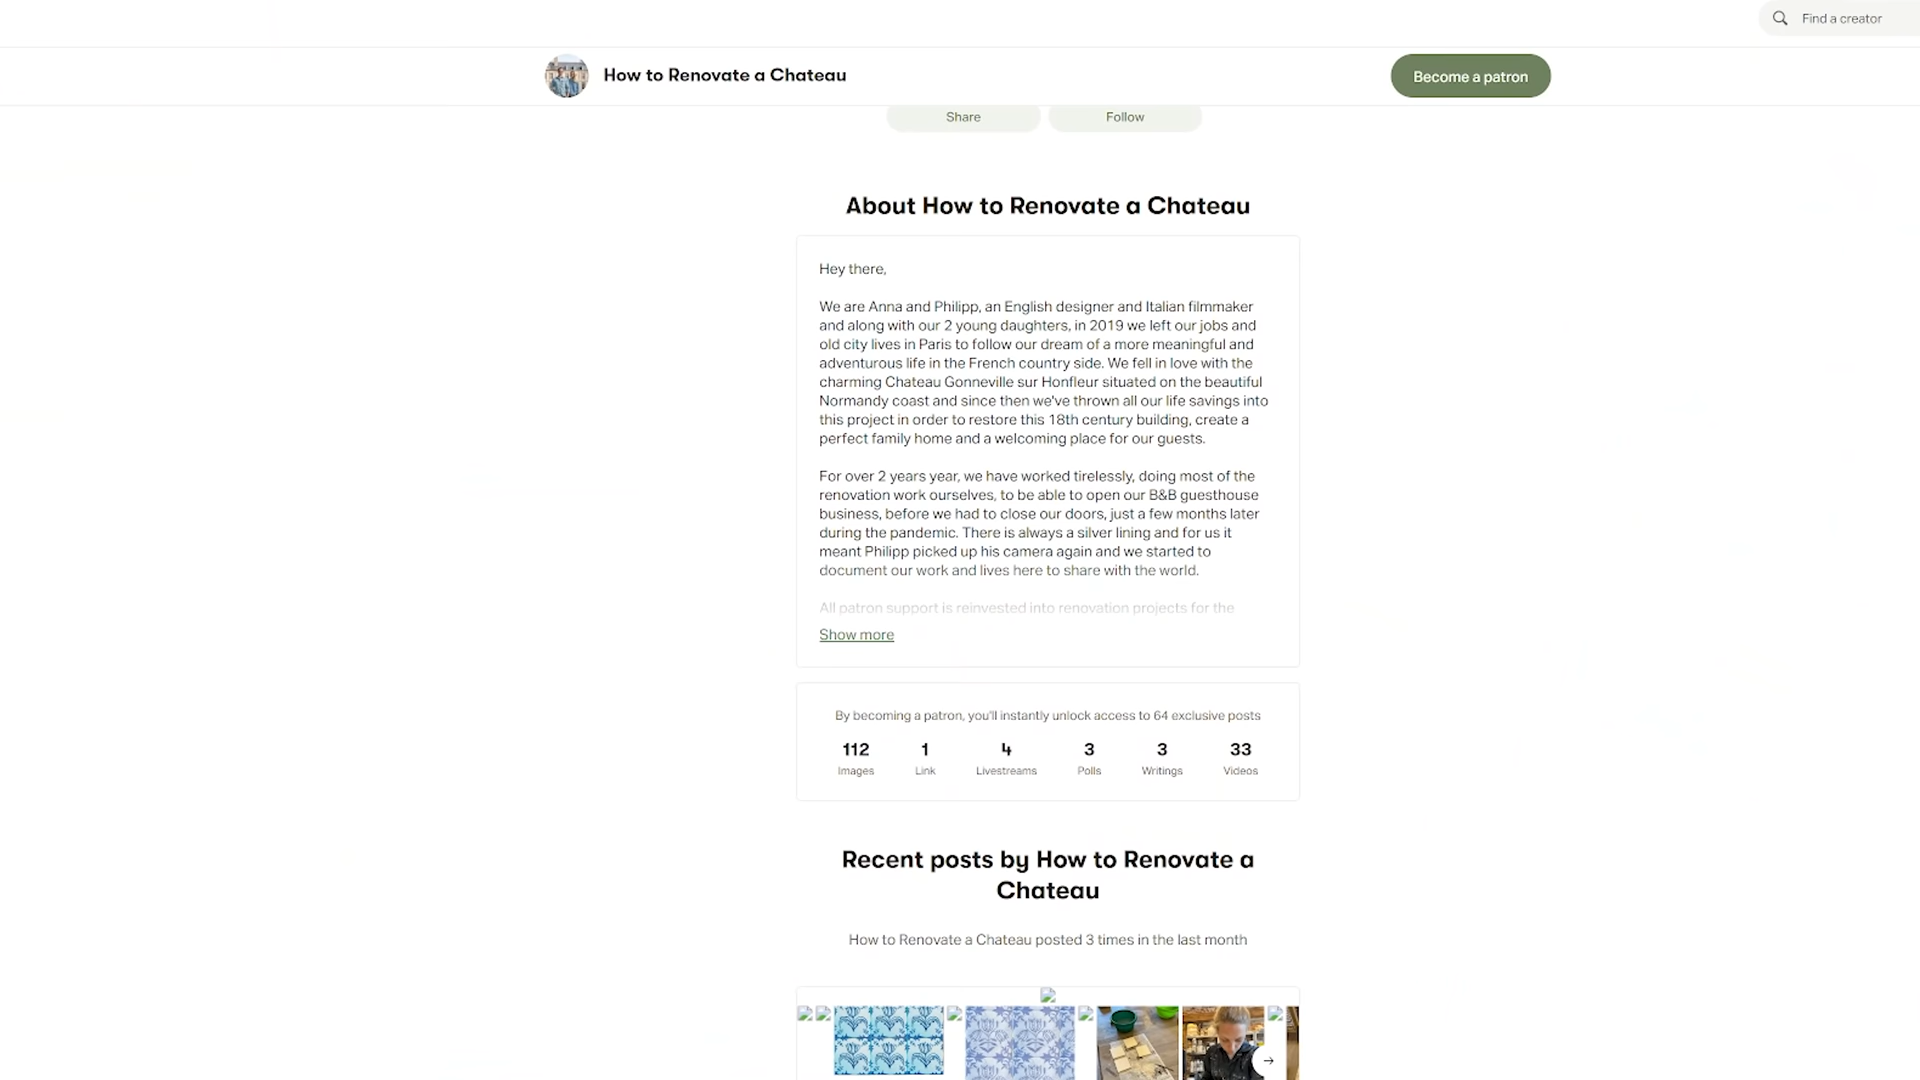 Find a creator
How to Renovate a Chateau
Become a patron
Share
Follow
About How to Renovate a Chateau
Hey there,
We are Anna and Philipp, an English designer and Italian filmmaker
and along with our 2 young daughters, in 2019 we left our jobs and
old city lives in Paris to follow our dream of a more meaningful and
adventurous life in the French country side. We fell in love with the
charming Chateau Gonneville sur Honfleur situated on the beautiful
Normandy coast and since then we've thrown all our life savings into
this project in order to restore this 18th century building, create a
perfect family home and a welcoming place for our guests.
For over 2 years year, we have worked tirelessly, doing most of the
renovation work ourselves, to be able to open our B&B guesthouse
business, before we had to close our doors, just a few months later
during the pandemic. There is always a silver lining and for us it
meant Philipp picked up his camera again and we started to
document our work and lives here to share with the world.
All patron support is reinvested into renovation projects for the
Show more
By becoming a patron, you'll instantly unlock access to 64 exclusive posts
112 1 4 3 3 33
Images Link Livestreams Polls Writings Videos
Recent posts by How to Renovate a
Chateau
How to Renovate a Chateau posted 3 times in the last month